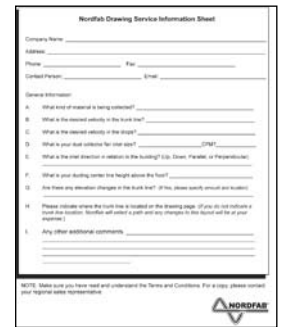 Nordfab Drawing Service Information Sheet
Company Name:
Address:
Phone: Fax:
Contact Person: Email:
General Information:
A. What kind of material is being collected?
B. What is the desired velocity in the trunk line?
C. What is the desired velocity in the drops?
D. What is your dust collector fan inlet size? CFM?
E. What is the inlet direction in relation to the building? (Up, Down, Parallel, or Perpendicular)
F. What is your ducting center line height above the floor?
G. Are there any elevation changes in the trunk line? (If Yes, please specify amount and location)
H. Please indicate where the trunk line is located on the drawing page. (If you do not indicate a
trunk line location, Nordfab will select a path and any changes to this layout will be at your
expense.)
I. Any other additional comments
NOTE: Make sure you have read and understand the Terms and Conditions. For a copy, please contact
your regional sales representative.
NORDFAB